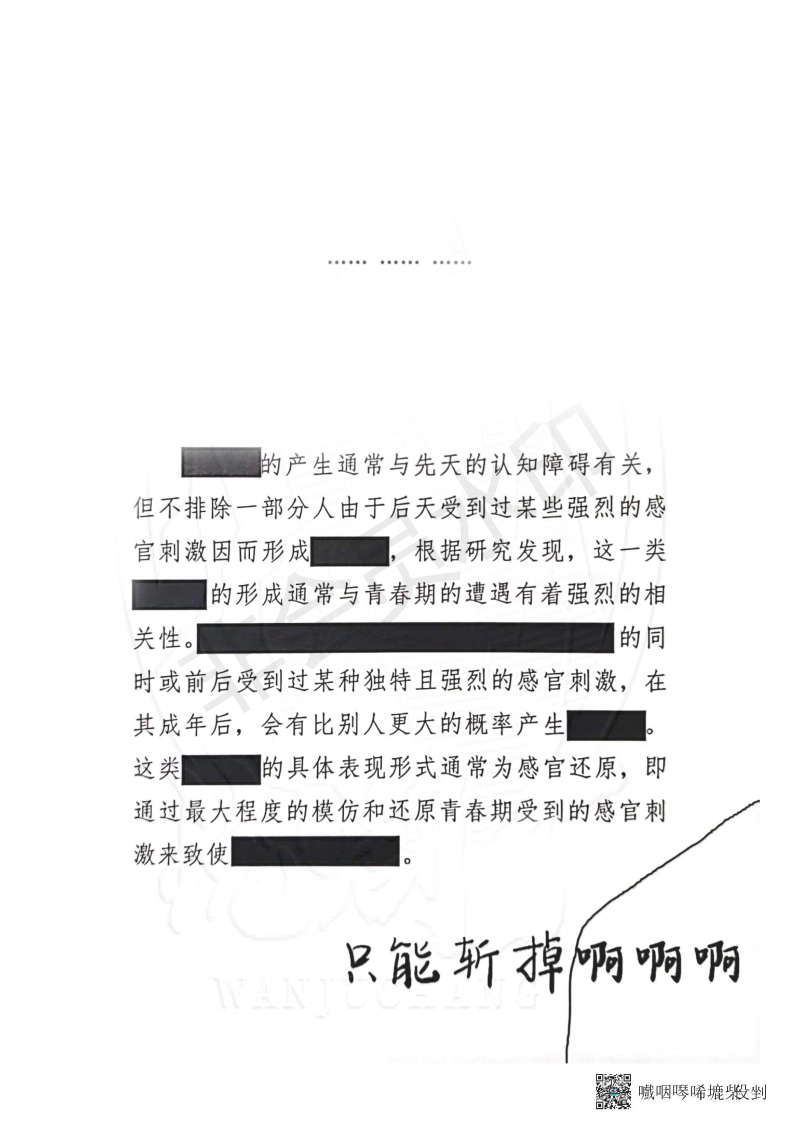 …… …… ……
的产生通常与先天的认知障碍有关，
但不排除一部分人由于后天受到过某些强烈的感
官刺激因而形成 ，根据研究发现，这一类
的形成通常与青春期的遭遇有着强烈的相
关性。 的同
时或前后受到过某种独特且强烈的感官刺激，在
其成年后，会有比别人更大的概率产生 。
这类 的具体表现形式通常为感官还原，即
通过最大程度的模仿和还原青春期受到的感官刺
激来致使 。
非会员水印
只能斩掉啊啊啊
WANJUCHANG